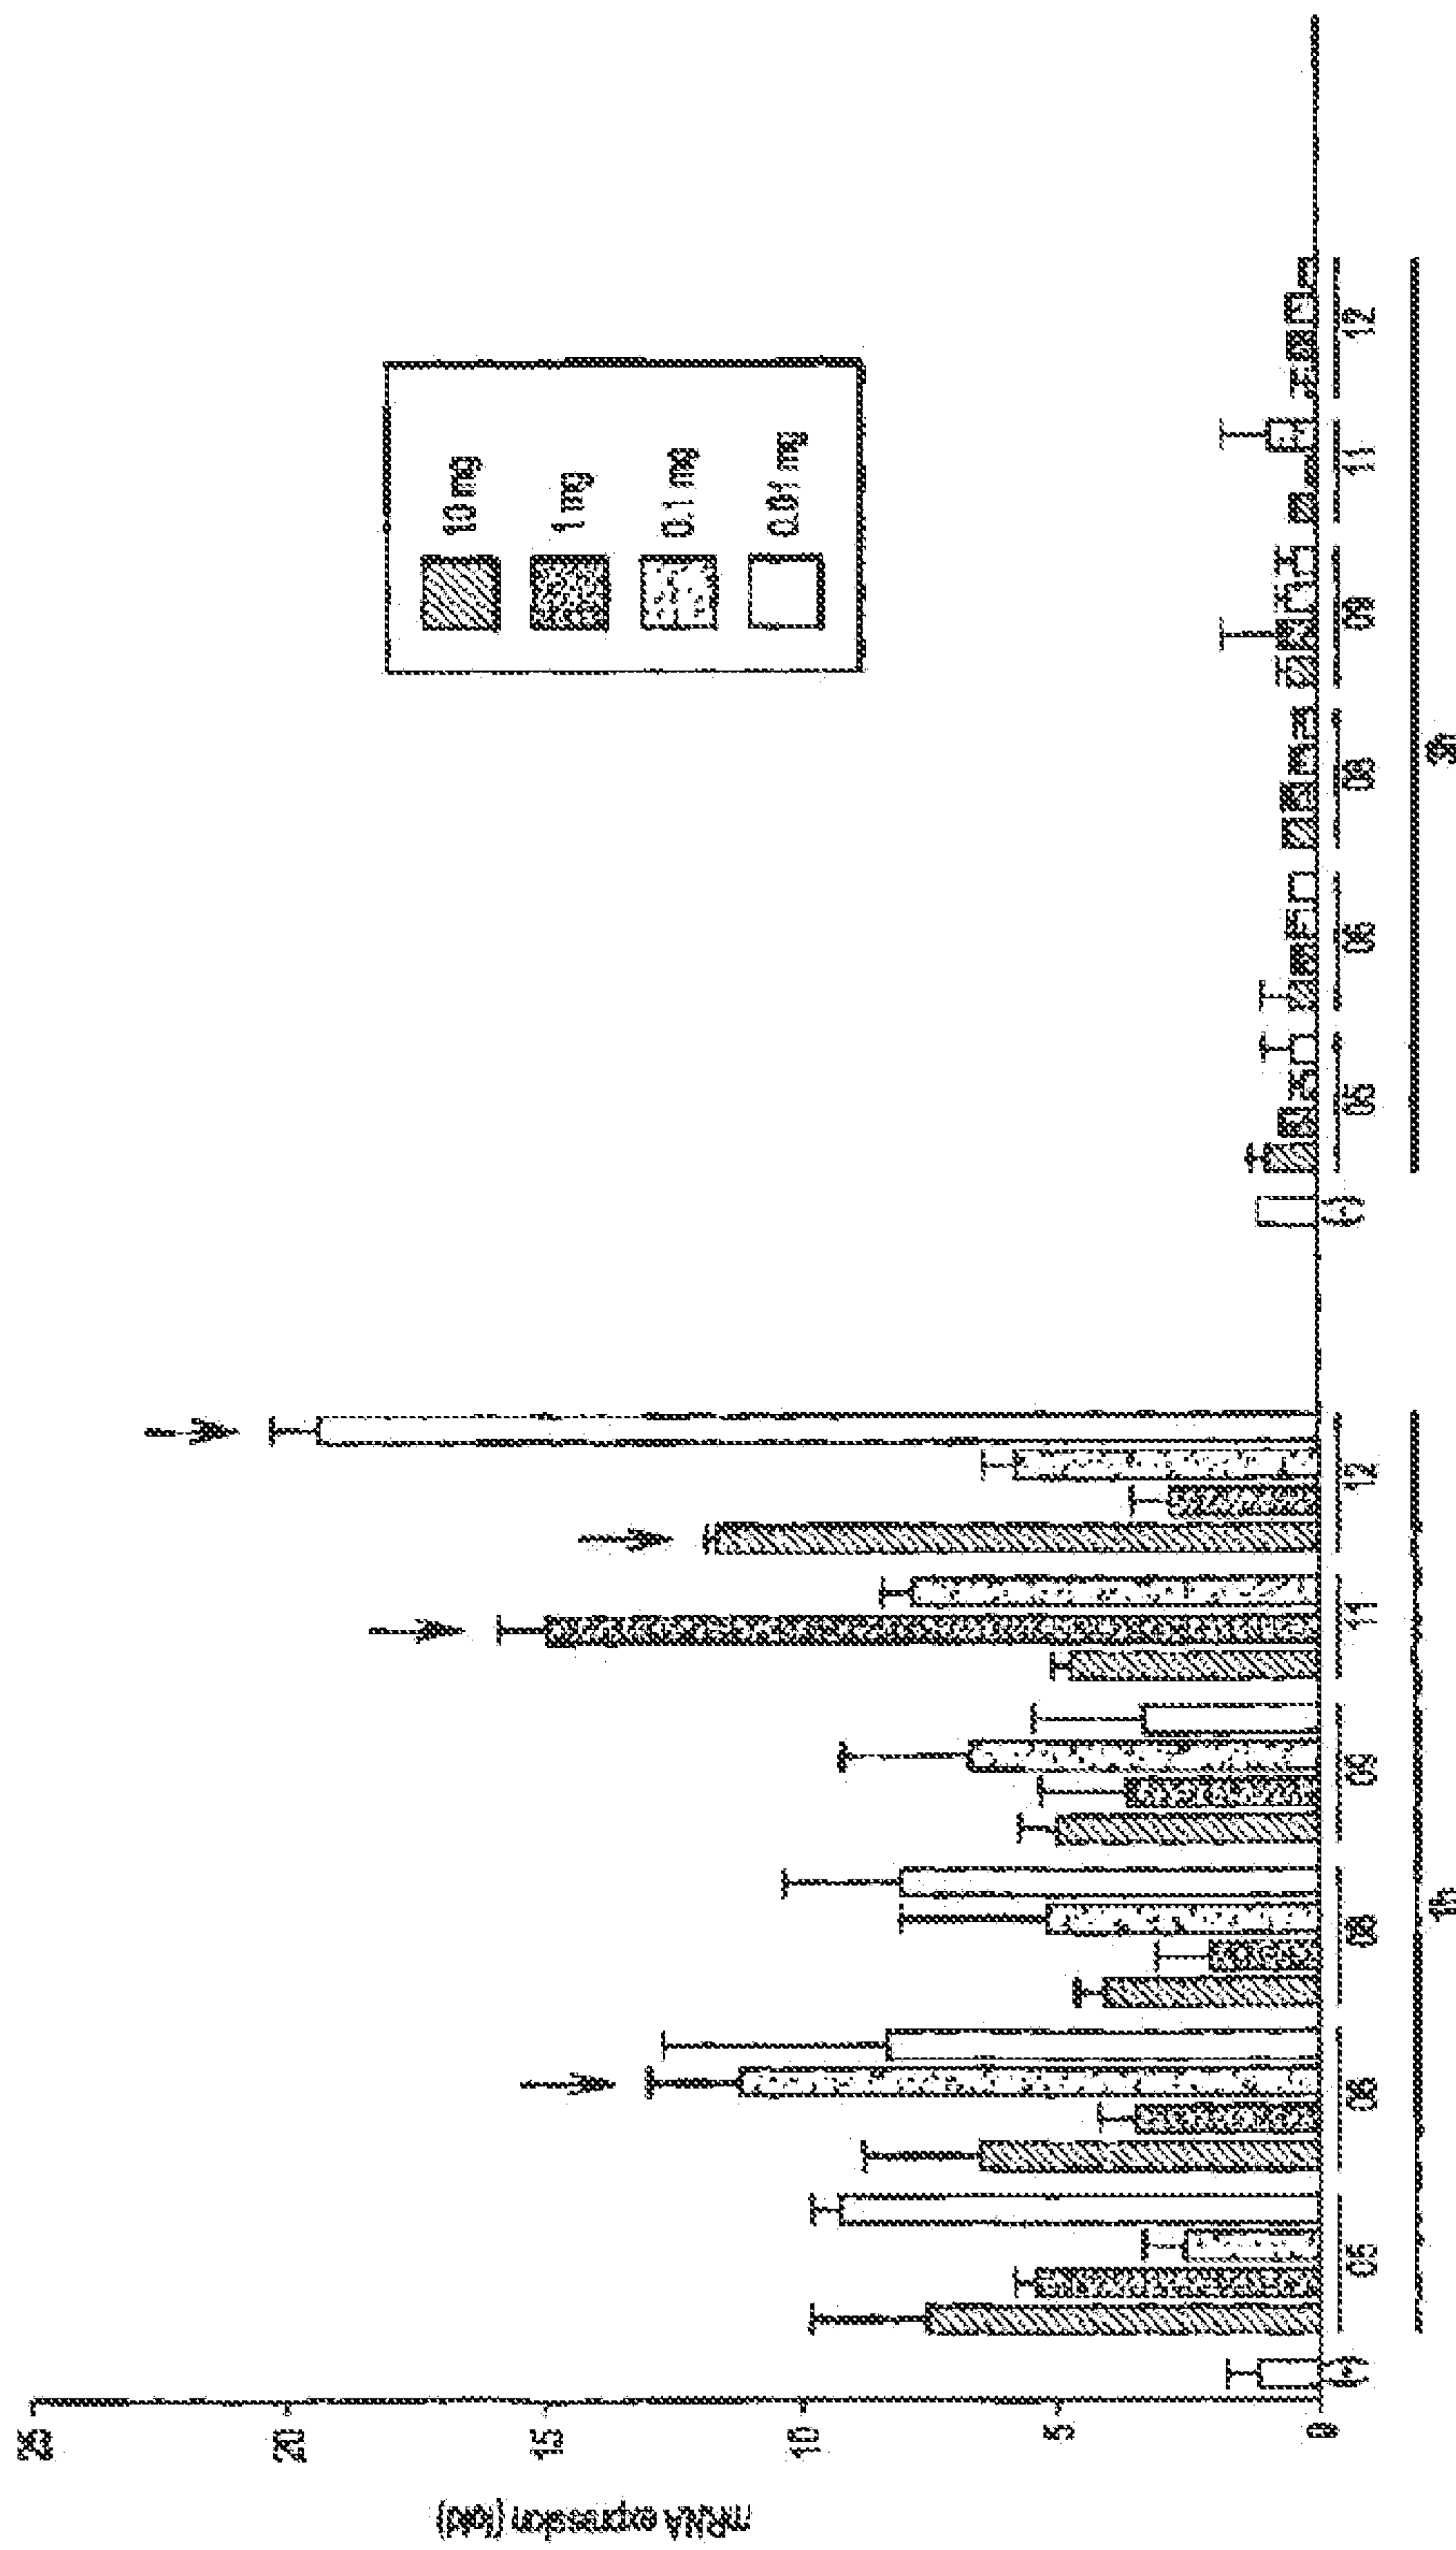 mRNA expression (fold)
25
20
15
10
5
0
10 mg
1 mg
0.1 mg
0.01 mg
(-) 05 06 08 09 11 12 (-) 05 06 08 09 11 12
1h 3h